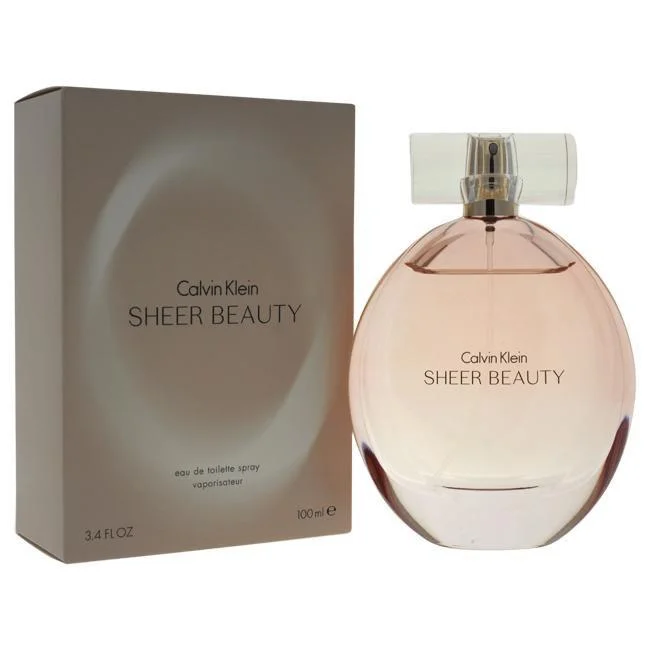 Calvin Klein
SHEER BEAUTY
eau de toilette spray
vaporisateur
3.4 FL OZ
100 ml ℮
Calvin Klein
SHEER BEAUTY